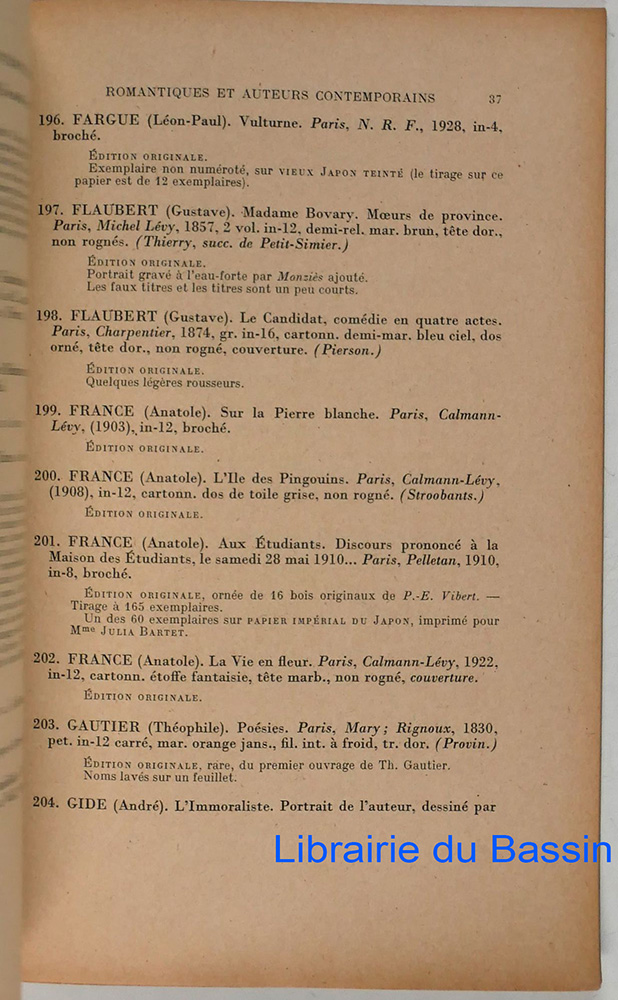 ROMANTIQUES ET AUTEURS CONTEMPORAINS 37
196. FARGUE (Léon-Paul). Vulturne. Paris, N. R. F., 1928, in-4,
broché.
ÉDITION ORIGINALE.
Exemplaire non numéroté, sur VIEUX JAPON TEINTÉ (le tirage sur ce
papier est de 12 exemplaires).
197. FLAUBERT (Gustave). Madame Bovary. Mœurs de province.
Paris, Michel Lévy, 1857, 2 vol. in-12, demi-rel. mar. brun, tête dor.,
non rognés. (Thierry, succ. de Petit-Simier.)
ÉDITION ORIGINALE.
Portrait gravé à l'eau-forte par Monziès ajouté.
Les faux titres et les titres sont un peu courts.
198. FLAUBERT (Gustave). Le Candidat, comédie en quatre actes.
Paris, Charpentier, 1874, gr. in-16, cartonn. demi-mar. bleu ciel, dos
orné, tête dor., non rogné, couverture. (Pierson.)
ÉDITION ORIGINALE.
Quelques légères rousseurs.
199. FRANCE (Anatole). Sur la Pierre blanche. Paris, Calmann-
Lévy, (1903), in-12, broché.
ÉDITION ORIGINALE.
200. FRANCE (Anatole). L'Ile des Pingouins. Paris, Calmann-Lévy,
(1908), in-12, cartonn. dos de toile grise, non rogné. (Stroobants.)
ÉDITION ORIGINALE.
201. FRANCE (Anatole). Aux Étudiants. Discours prononcé à la
Maison des Étudiants, le samedi 28 mai 1910... Paris, Pelletan, 1910,
in-8, broché.
ÉDITION ORIGINALE, ornée de 16 bois originaux de P.-E. Vibert. —
Tirage à 165 exemplaires.
Un des 60 exemplaires sur PAPIER IMPÉRIAL DU JAPON, imprimé pour
Mme JULIA BARTET.
202. FRANCE (Anatole). La Vie en fleur. Paris, Calmann-Lévy, 1922,
in-12, cartonn. étoffe fantaisie, tête marb., non rogné, couverture.
ÉDITION ORIGINALE.
203. GAUTIER (Théophile). Poésies. Paris, Mary; Rignoux, 1830,
pet. in-12 carré, mar. orange jans., fil. int. à froid, tr. dor. (Provin.)
ÉDITION ORIGINALE, rare, du premier ouvrage de Th. Gautier.
Noms lavés sur un feuillet.
204. GIDE (André). L'Immoraliste. Portrait de l'auteur, dessiné par
Librairie du Bassin